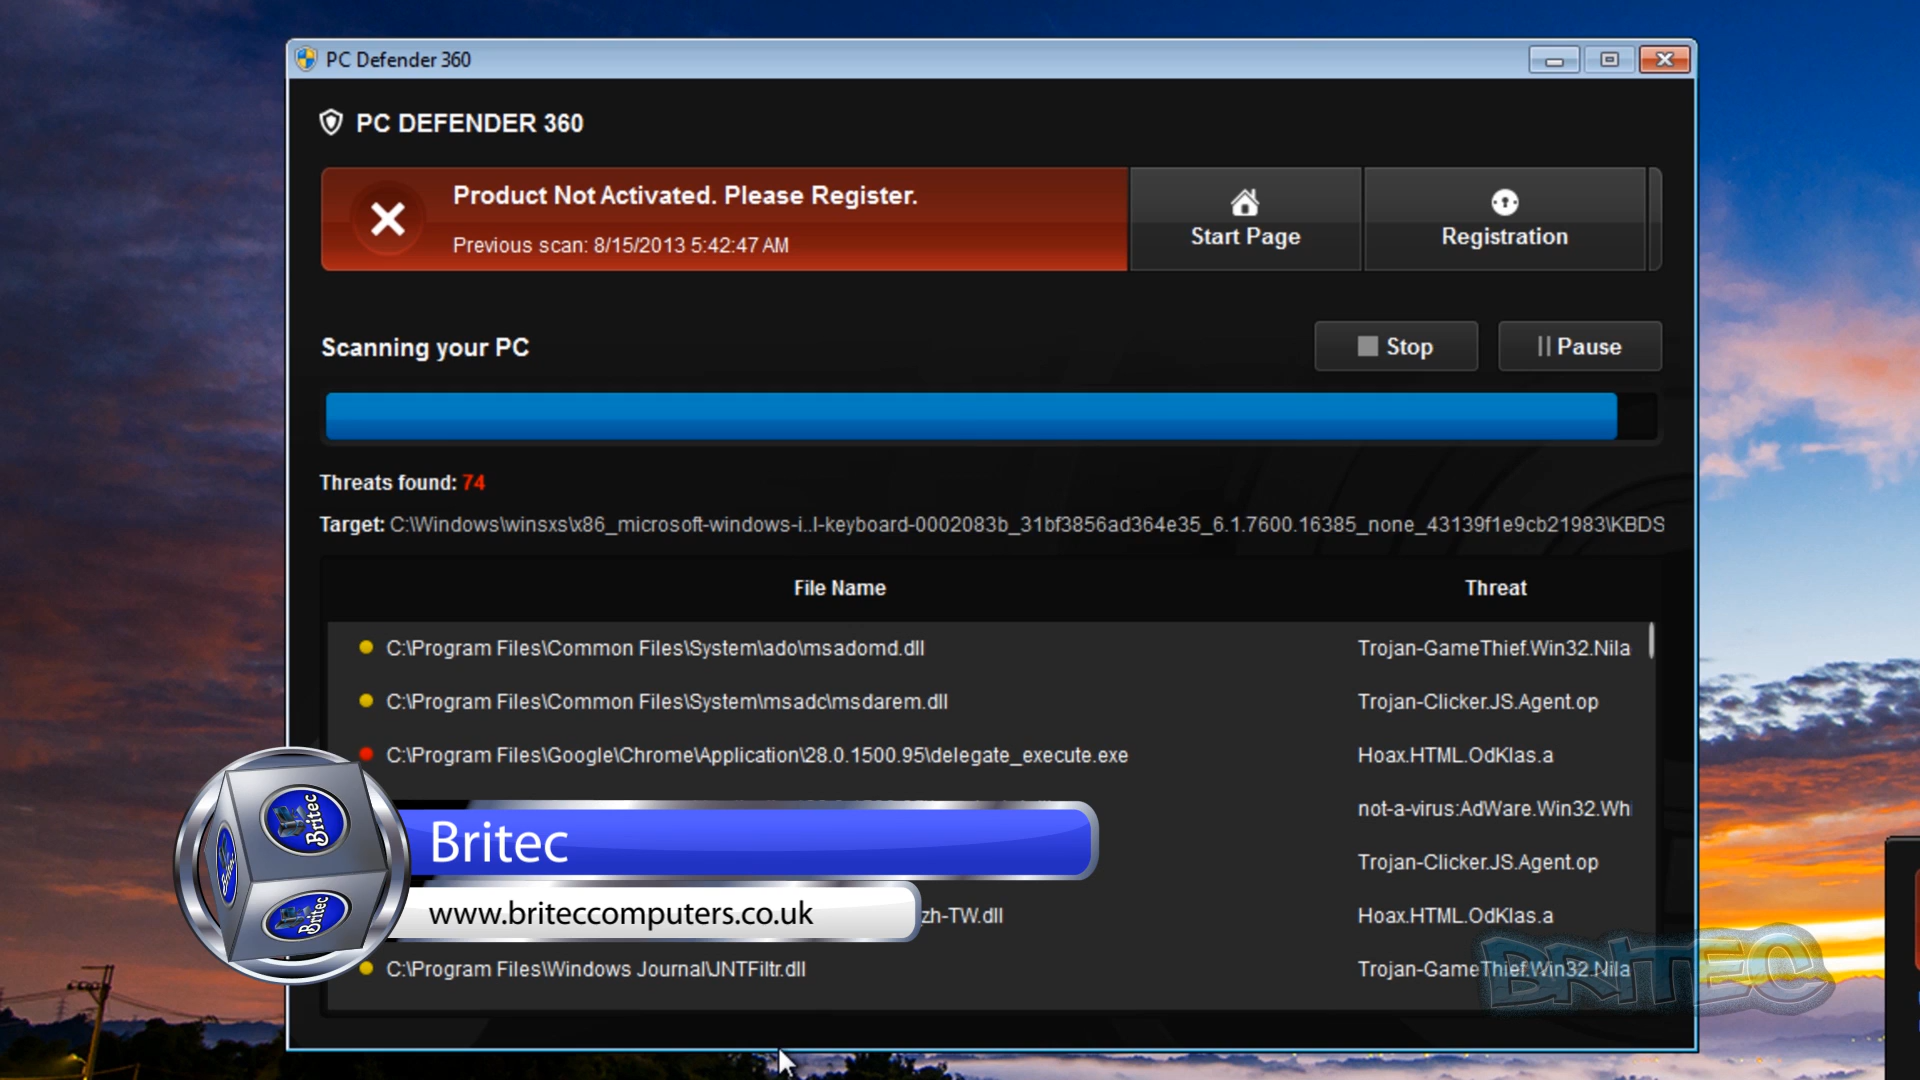 PC Defender 360
PC DEFENDER 360
Product Not Activated. Please Register.
Previous scan: 8/15/2013 5:42:47 AM
Start Page
Registration
Scanning your PC
Stop
Pause
Threats found: 74
Target: C:\Windows\winsxs\x86_microsoft-windows-i..l-keyboard-0002083b_31bf3856ad364e35_6.1.7600.16385_none_43139f1e9cb21983\KBDS
File Name
Threat
C:\Program Files\Common Files\System\ado\msadomd.dll
Trojan-GameThief.Win32.Nila
C:\Program Files\Common Files\System\msadc\msdarem.dll
Trojan-Clicker.JS.Agent.op
C:\Program Files\Google\Chrome\Application\28.0.1500.95\delegate_execute.exe
Hoax.HTML.OdKlas.a
not-a-virus:AdWare.Win32.Whi
Britec
Britec
Trojan-Clicker.JS.Agent.op
Britec
Britec
www.briteccomputers.co.uk
zh-TW.dll
Hoax.HTML.OdKlas.a
C:\Program Files\Windows Journal\JNTFiltr.dll
Trojan-GameThief.Win32.Nila
BRITEC